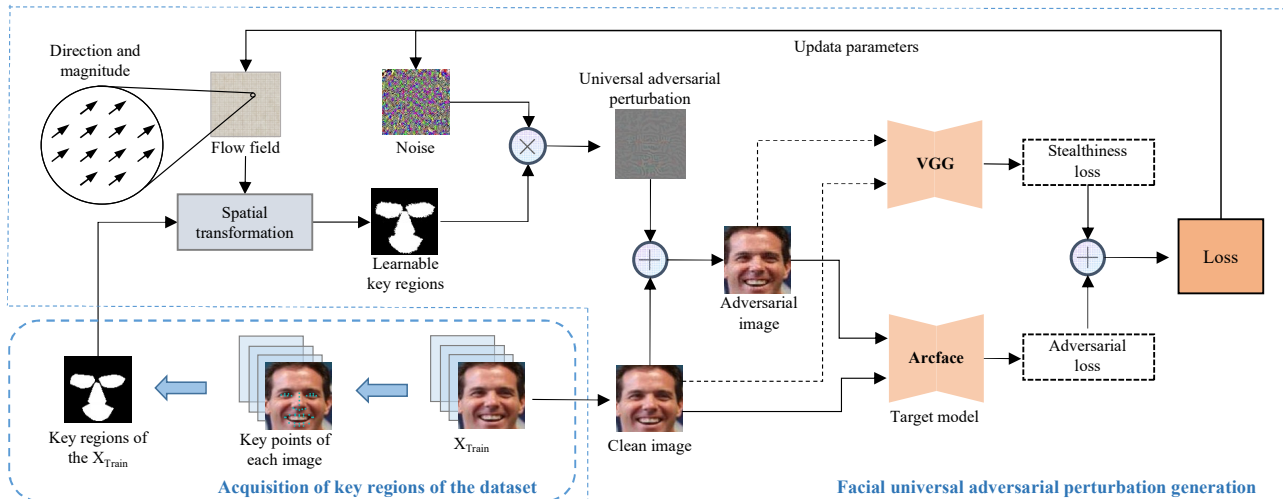 Direction and
magnitude
Flow field
Noise
Updata parameters
Universal adversarial
perturbation
VGG
Stealthiness
loss
Spatial
transformation
Learnable
key regions
Adversarial
image
Loss
Arcface
Target model
Adversarial
loss
Key regions of
the X_Train
Key points of
each image
X_Train
Clean image
Acquisition of key regions of the dataset
Facial universal adversarial perturbation generation